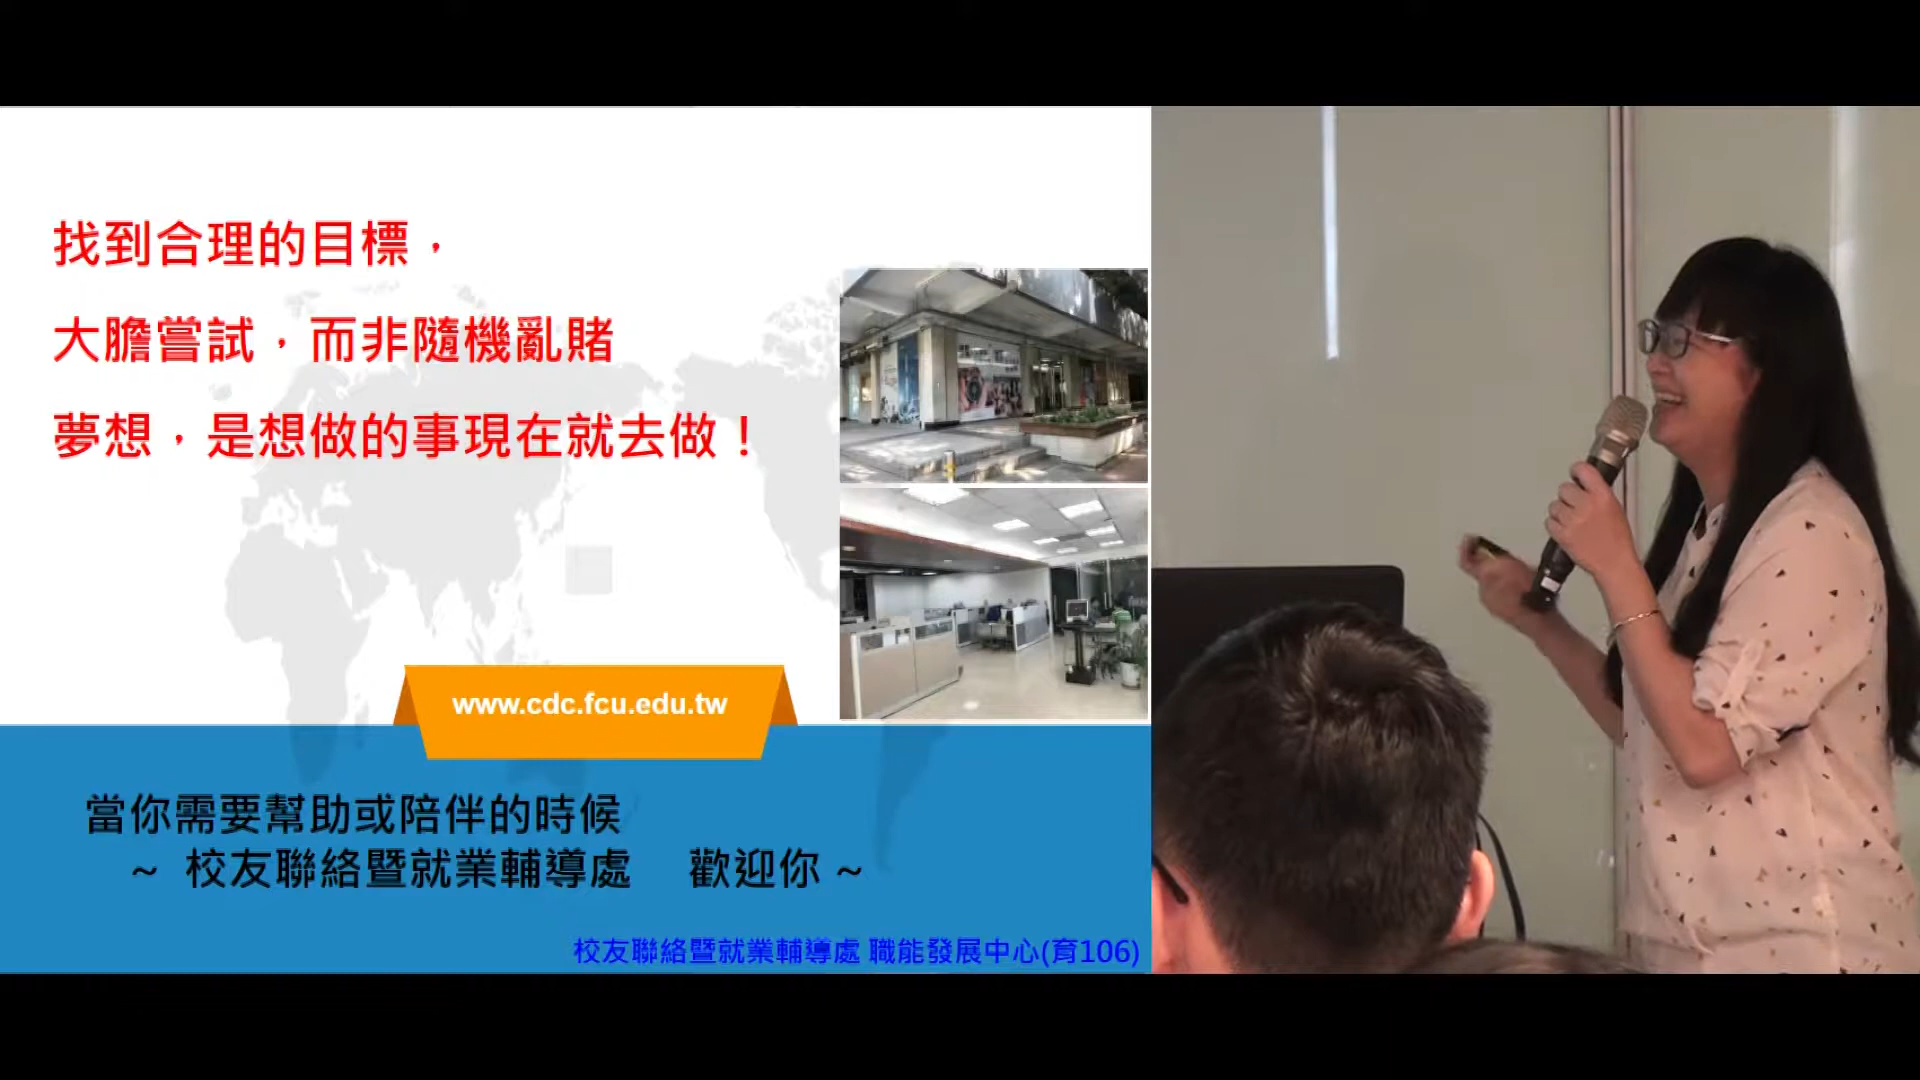 找到合理的目標，
大膽嘗試，而非隨機亂賭
夢想，是想做的事現在就去做！
www.cdc.fcu.edu.tw
當你需要幫助或陪伴的時候
~ 校友聯絡暨就業輔導處 歡迎你 ~
校友聯絡暨就業輔導處 職能發展中心(育106)